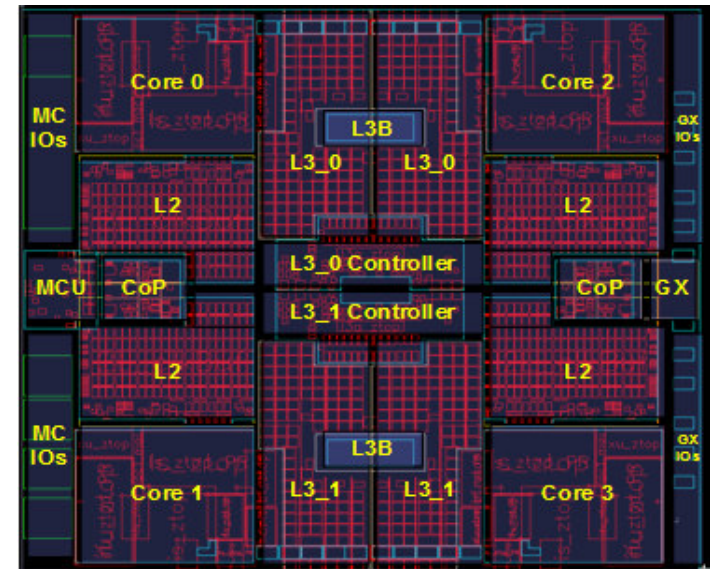 Core 0
Core 2
MC
IOs
GX
IOs
L3B
L3_0
L3_0
L2
L2
L3_0 Controller
MCU
CoP
CoP
GX
L3_1 Controller
L2
L2
MC
IOs
L3B
GX
IOs
Core 1
L3_1
L3_1
Core 3